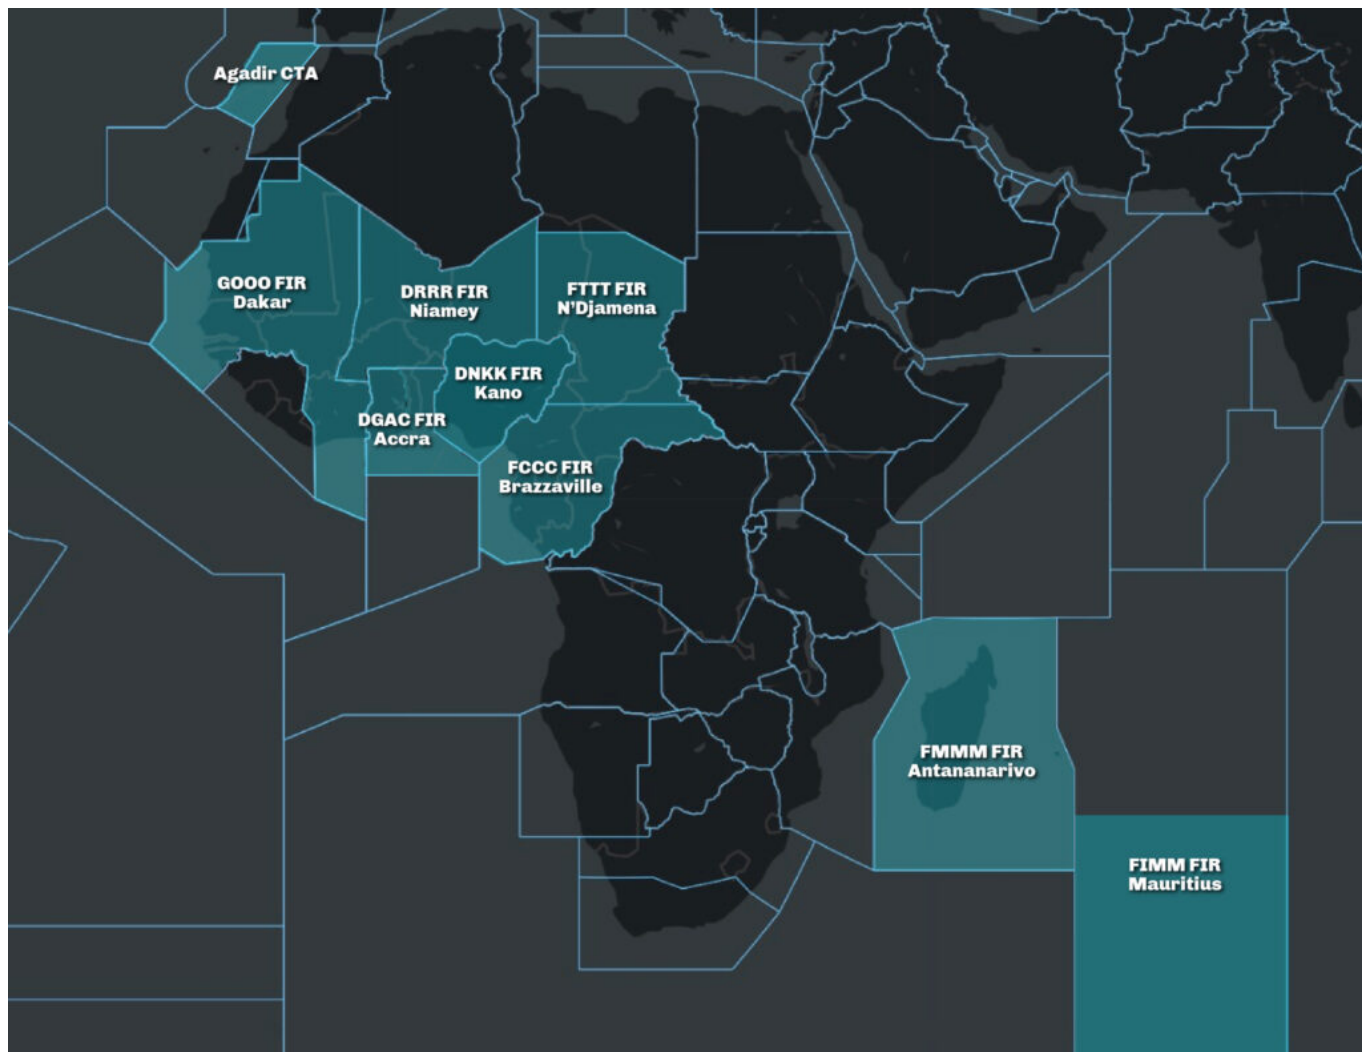 Agadir CTA
GOOO FIR
Dakar
DRRR FIR
Niamey
FTTT FIR
N'Djamena
DNKK FIR
Kano
DGAC FIR
Accra
FCCC FIR
Brazzaville
FMMM FIR
Antananarivo
FIMM FIR
Mauritius